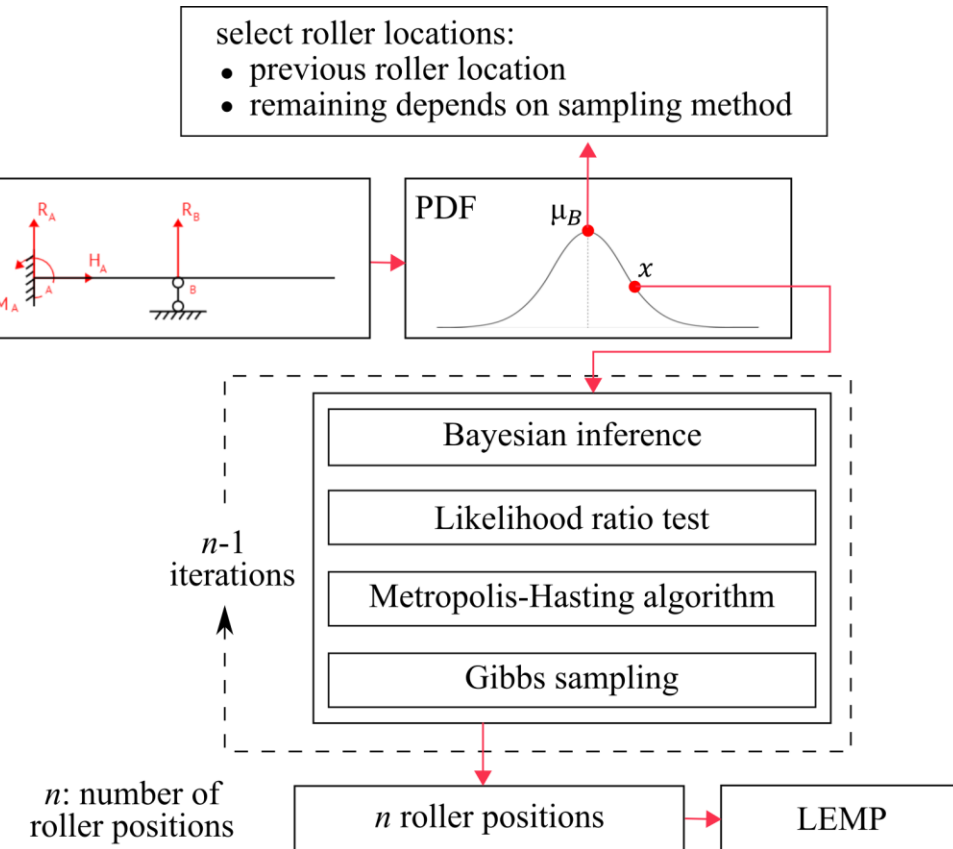 select roller locations:
• previous roller location
• remaining depends on sampling method
R_A
R_B
H_A
A
B
M_A
PDF
μ_B
x
Bayesian inference
Likelihood ratio test
Metropolis-Hasting algorithm
Gibbs sampling
n-1
iterations
n: number of
roller positions
n roller positions
LEMP